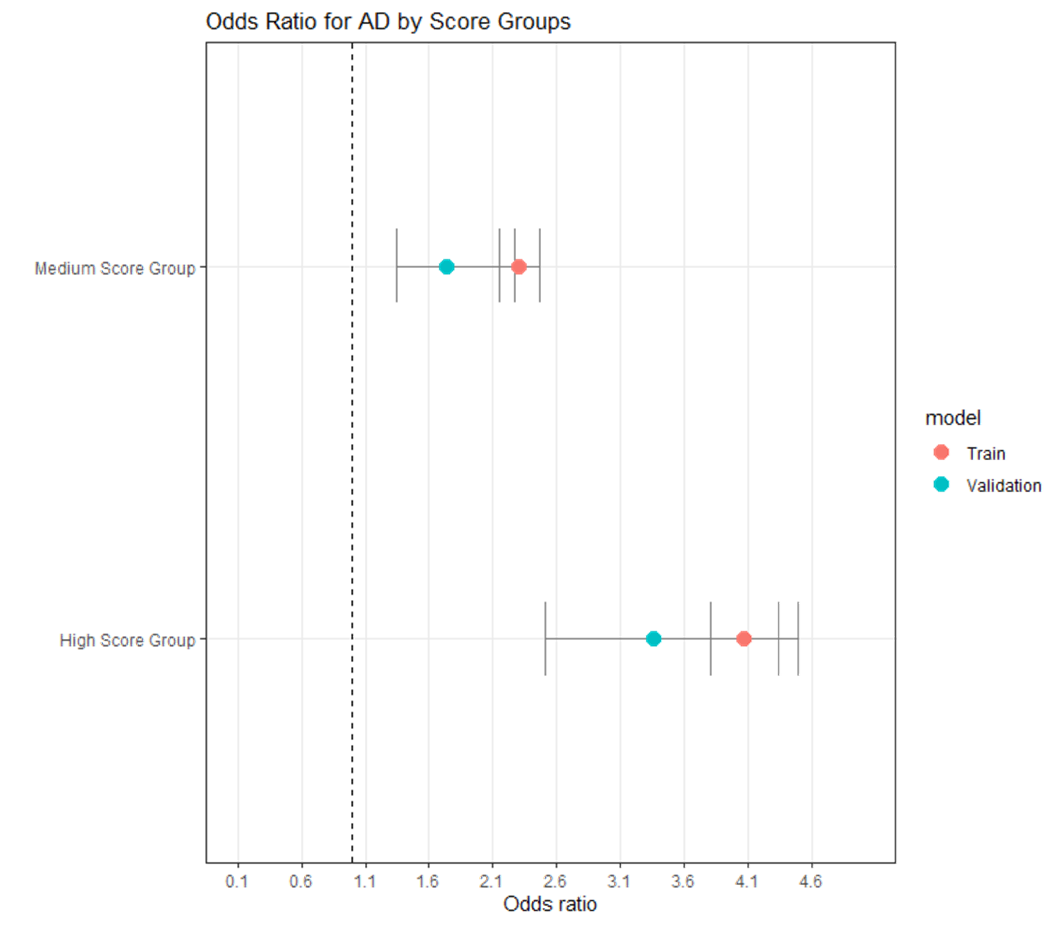 Odds Ratio for AD by Score Groups
Medium Score Group
High Score Group
0.1 0.6 1.1 1.6 2.1 2.6 3.1 3.6 4.1 4.6
Odds ratio
model
Train
Validation